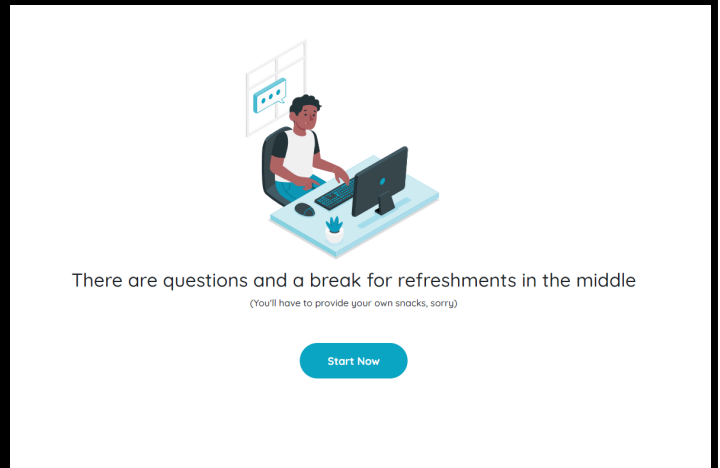 There are questions and a break for refreshments in the middle
(You'll have to provide your own snacks, sorry)
Start Now